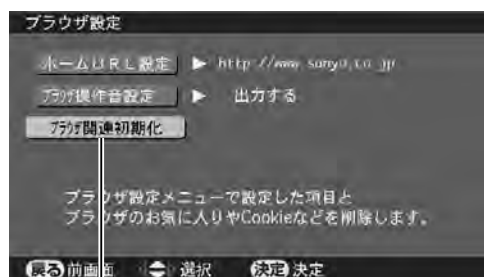 ブラウザ設定
ホームURL設定 ▶ http://www.sanyo.co.jp
ブラウザ操作音設定 ▶ 出力する
ブラウザ関連初期化
ブラウザ設定メニューで設定した項目と
ブラウザのお気に入りやCookieなどを削除します。
戻る 前画面 選択 決定 決定